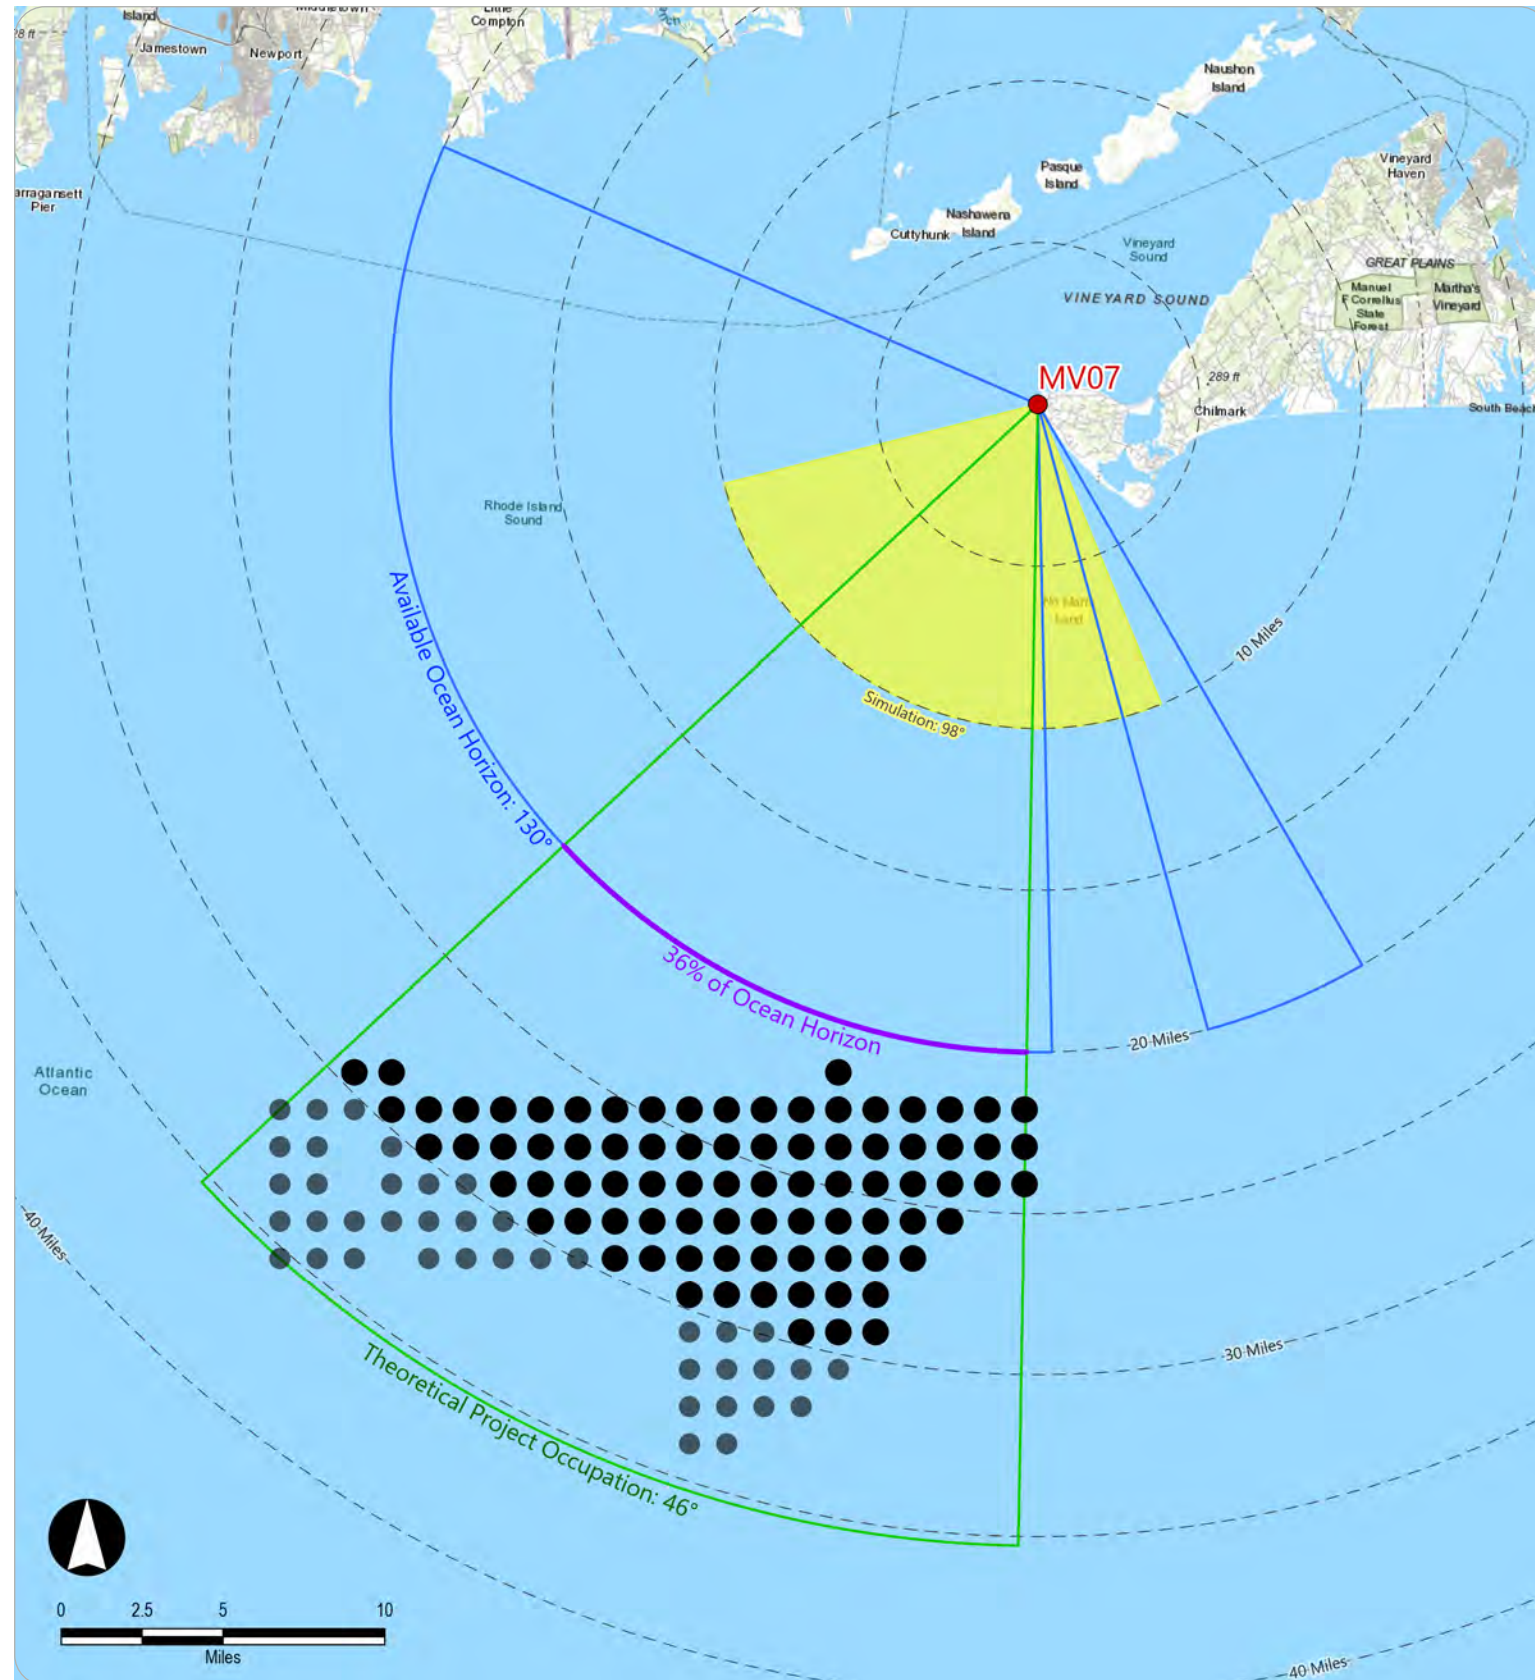 Island
Jamestown
Newport
Compton
Naushon
Island
Vineyard
Haven
Pasque
Island
arragansett
Pier
Nashawena
Island
Cuttyhunk
Vineyard
Sound
GREAT PLAINS
VINEYARD SOUND
Manuel
F Correllus
State
Forest
Martha's
Vineyard
289 ft
MV07
Chilmark
South Beach
Rhode Island
Sound
10 Miles
Simulation: 98°
Available Ocean Horizon: 130°
36% of Ocean Horizon
20 Miles
Atlantic
Ocean
40 Miles
30 Miles
Theoretical Project Occupation: 46°
0 2.5 5 10
Miles
40 Miles